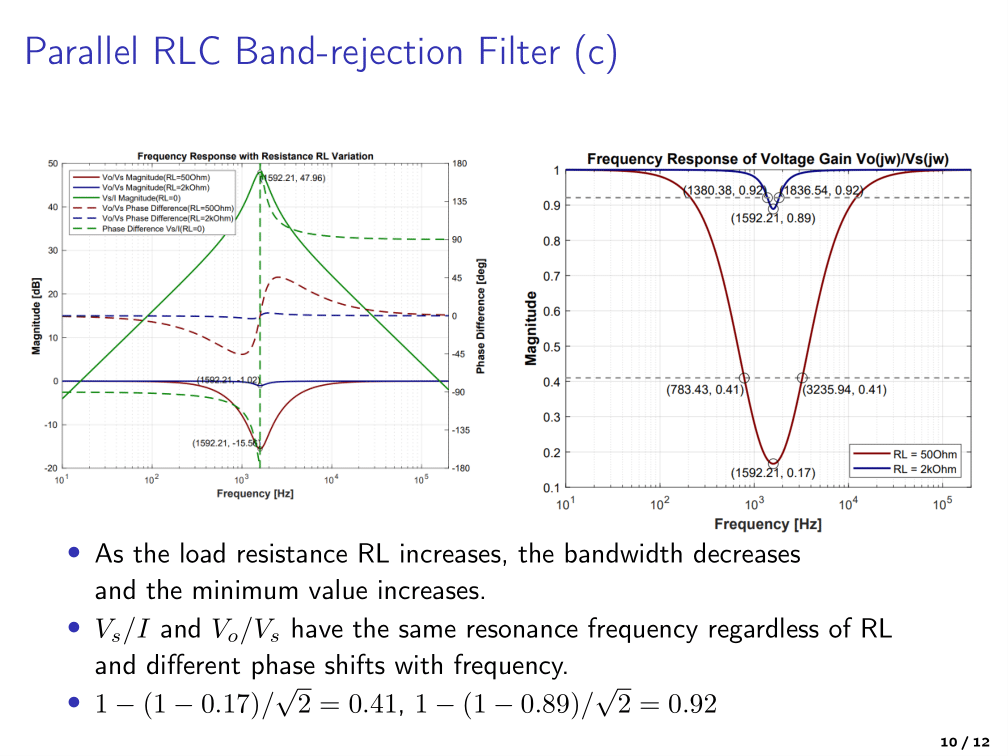 Parallel RLC Band-rejection Filter (c)
Frequency Response with Resistance RL Variation
Vo/Vs Magnitude(RL=50Ohm)
Vo/Vs Magnitude(RL=2kOhm)
Vs/I Magnitude(RL=0)
Vo/Vs Phase Difference(RL=50Ohm)
Vo/Vs Phase Difference(RL=2kOhm)
Phase Difference Vs/I(RL=0)
(1592.21, 47.96)
(1592.21, -1.02)
(1592.21, -15.56)
Magnitude [dB]
50
40
30
20
10
0
-10
-20
180
135
90
45
0
-45
-90
-135
-180
Phase Difference [deg]
10^1 10^2 10^3 10^4 10^5
Frequency [Hz]
Frequency Response of Voltage Gain Vo(jw)/Vs(jw)
Magnitude
1
0.9
0.8
0.7
0.6
0.5
0.4
0.3
0.2
0.1
(1380.38, 0.92) (1836.54, 0.92)
(1592.21, 0.89)
(783.43, 0.41) (3235.94, 0.41)
(1592.21, 0.17)
RL = 50Ohm
RL = 2kOhm
10^1 10^2 10^3 10^4 10^5
Frequency [Hz]
• As the load resistance RL increases, the bandwidth decreases
and the minimum value increases.
• V_s/I and V_o/V_s have the same resonance frequency regardless of RL
and different phase shifts with frequency.
• 1 − (1 − 0.17)/√2 = 0.41, 1 − (1 − 0.89)/√2 = 0.92
10 / 12